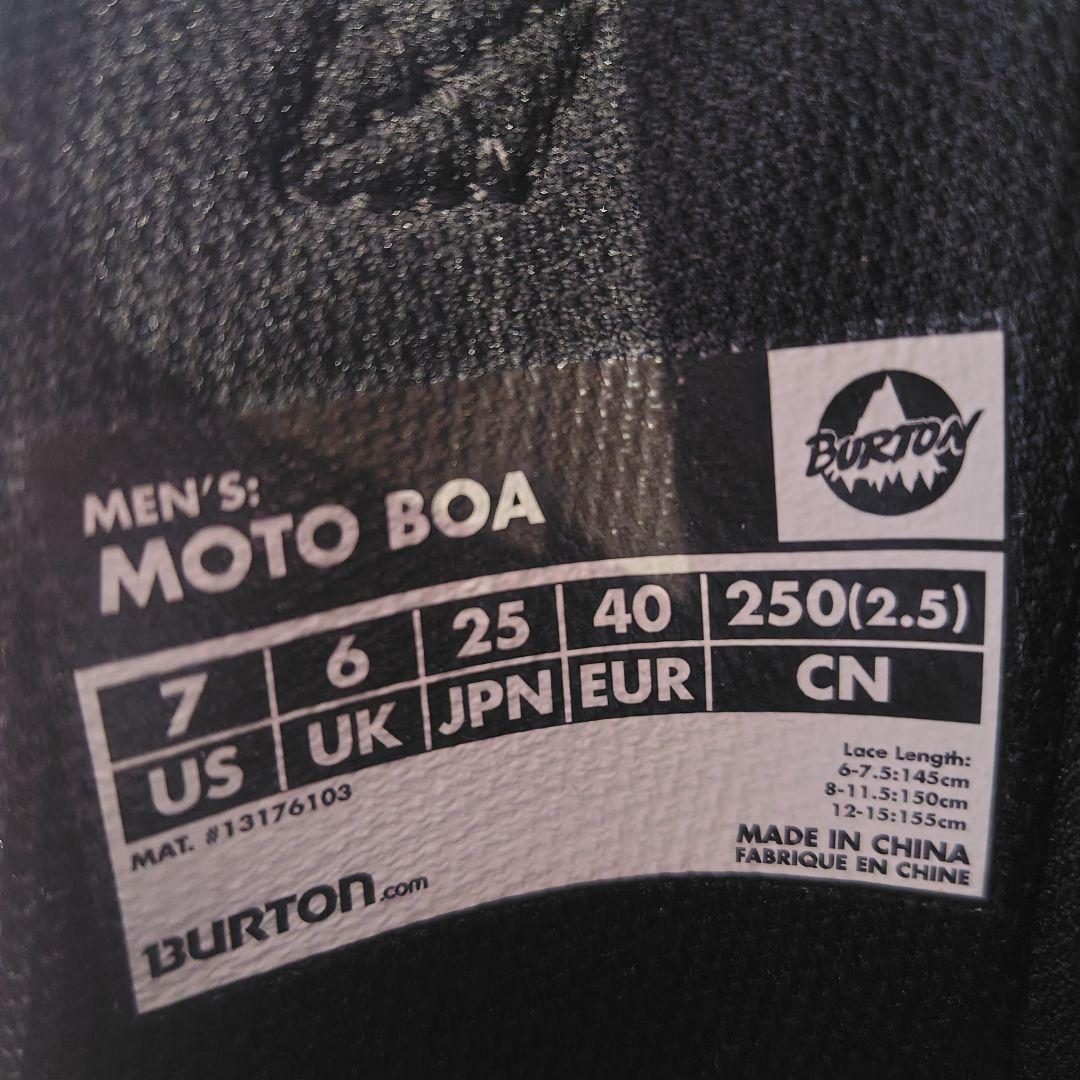 BURTON
MEN'S:
MOTO BOA
7 6 25 40 250(2.5)
US UK JPN EUR CN
MAT. #13176103
Lace Length:
6-7.5:145cm
8-11.5:150cm
12-15:155cm
MADE IN CHINA
FABRIQUE EN CHINE
BURTON.com